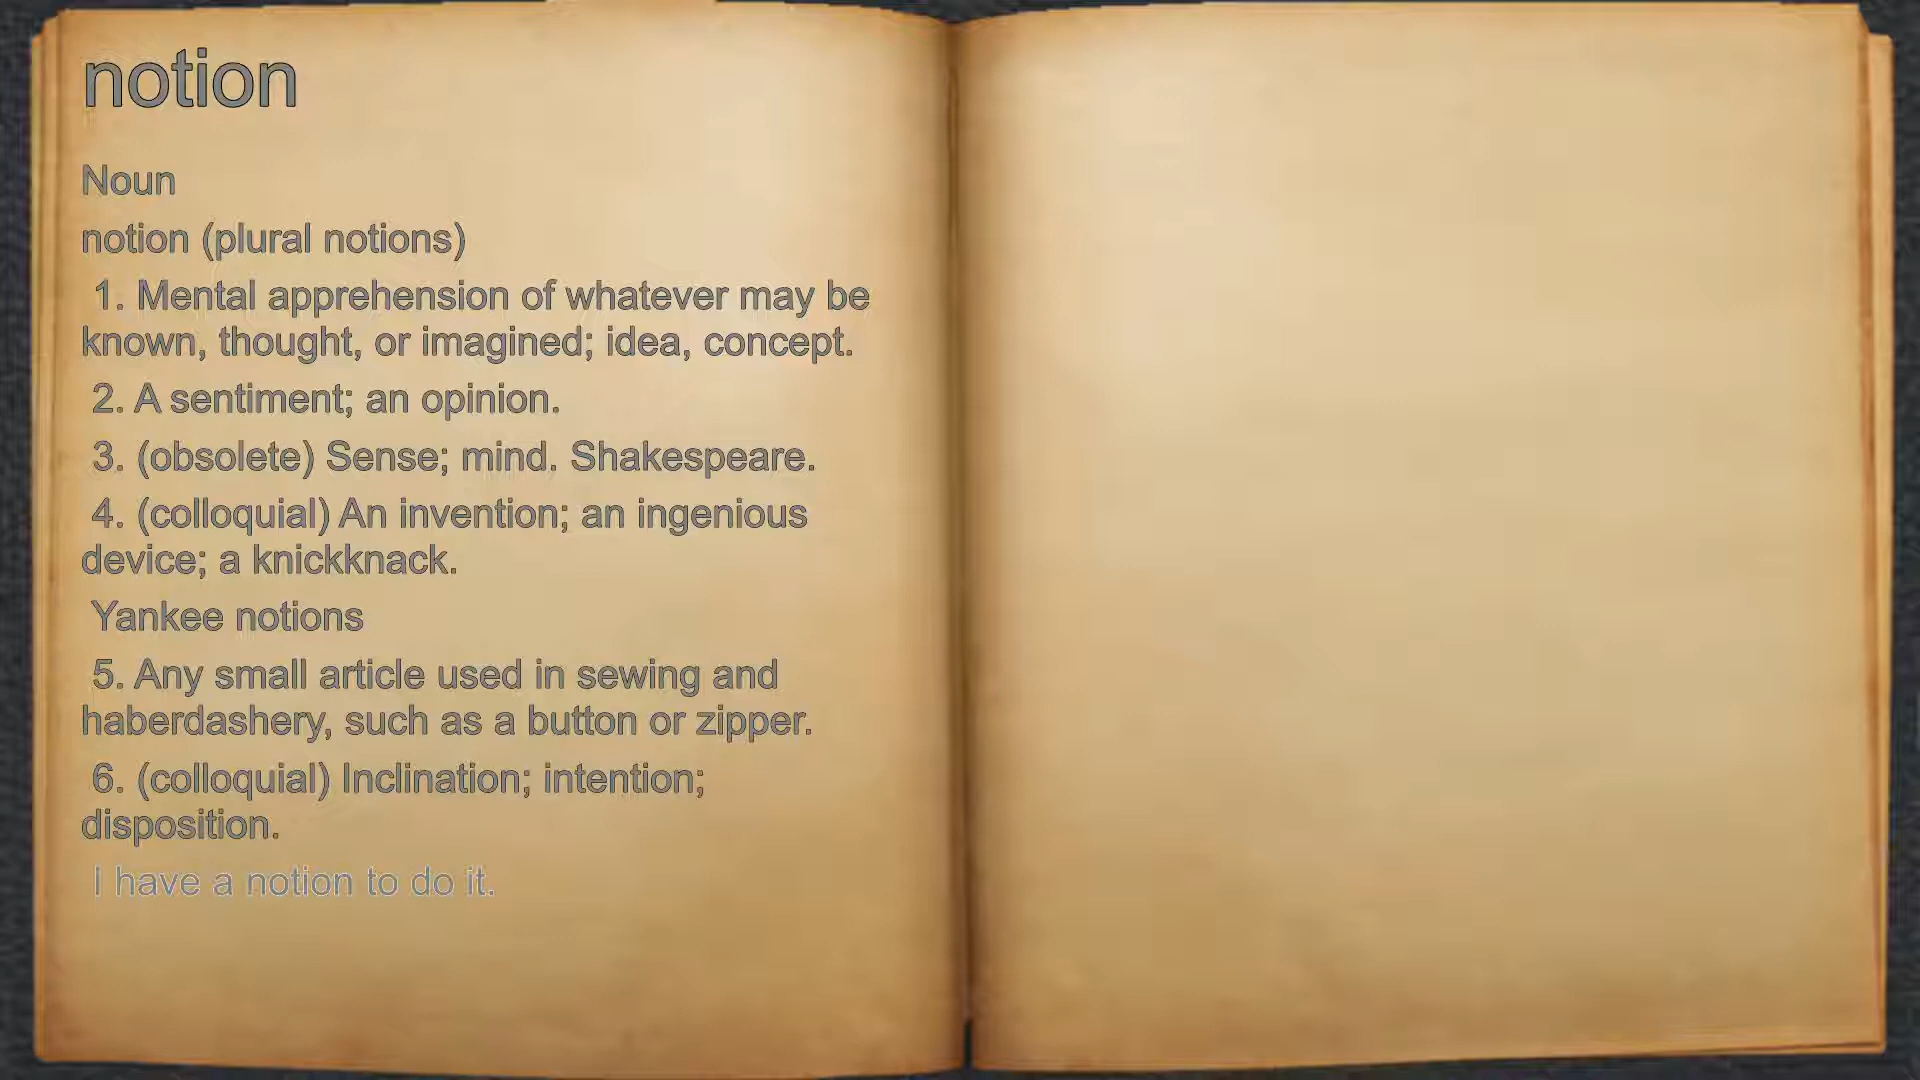 notion
Noun
notion (plural notions)
1. Mental apprehension of whatever may be
known, thought, or imagined; idea, concept.
2. A sentiment; an opinion.
3. (obsolete) Sense; mind. Shakespeare.
4. (colloquial) An invention; an ingenious
device; a knickknack.
Yankee notions
5. Any small article used in sewing and
haberdashery, such as a button or zipper.
6. (colloquial) Inclination; intention;
disposition.
I have a notion to do it.